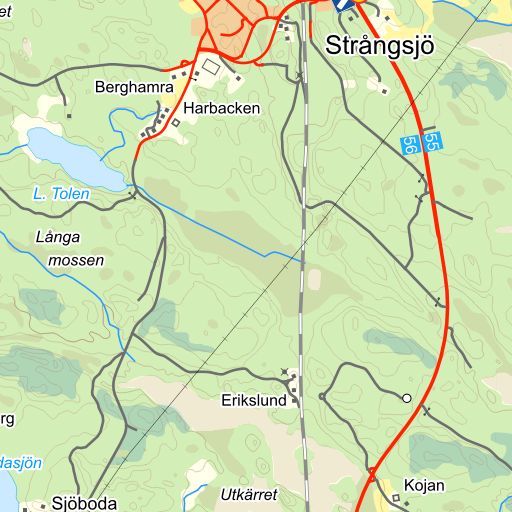 Strångsjö
Berghamra
Harbacken
56
55
L. Tolen
Långa
mossen
Erikslund
Sjöboda
Utkärret
Kojan